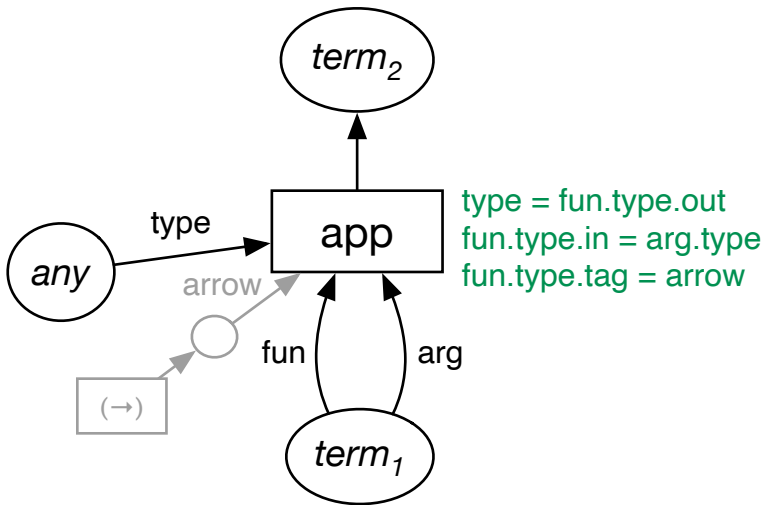 term₂
type = fun.type.out
type
app
fun.type.in = arg.type
any
fun.type.tag = arrow
arrow
fun
arg
(→)
term₁